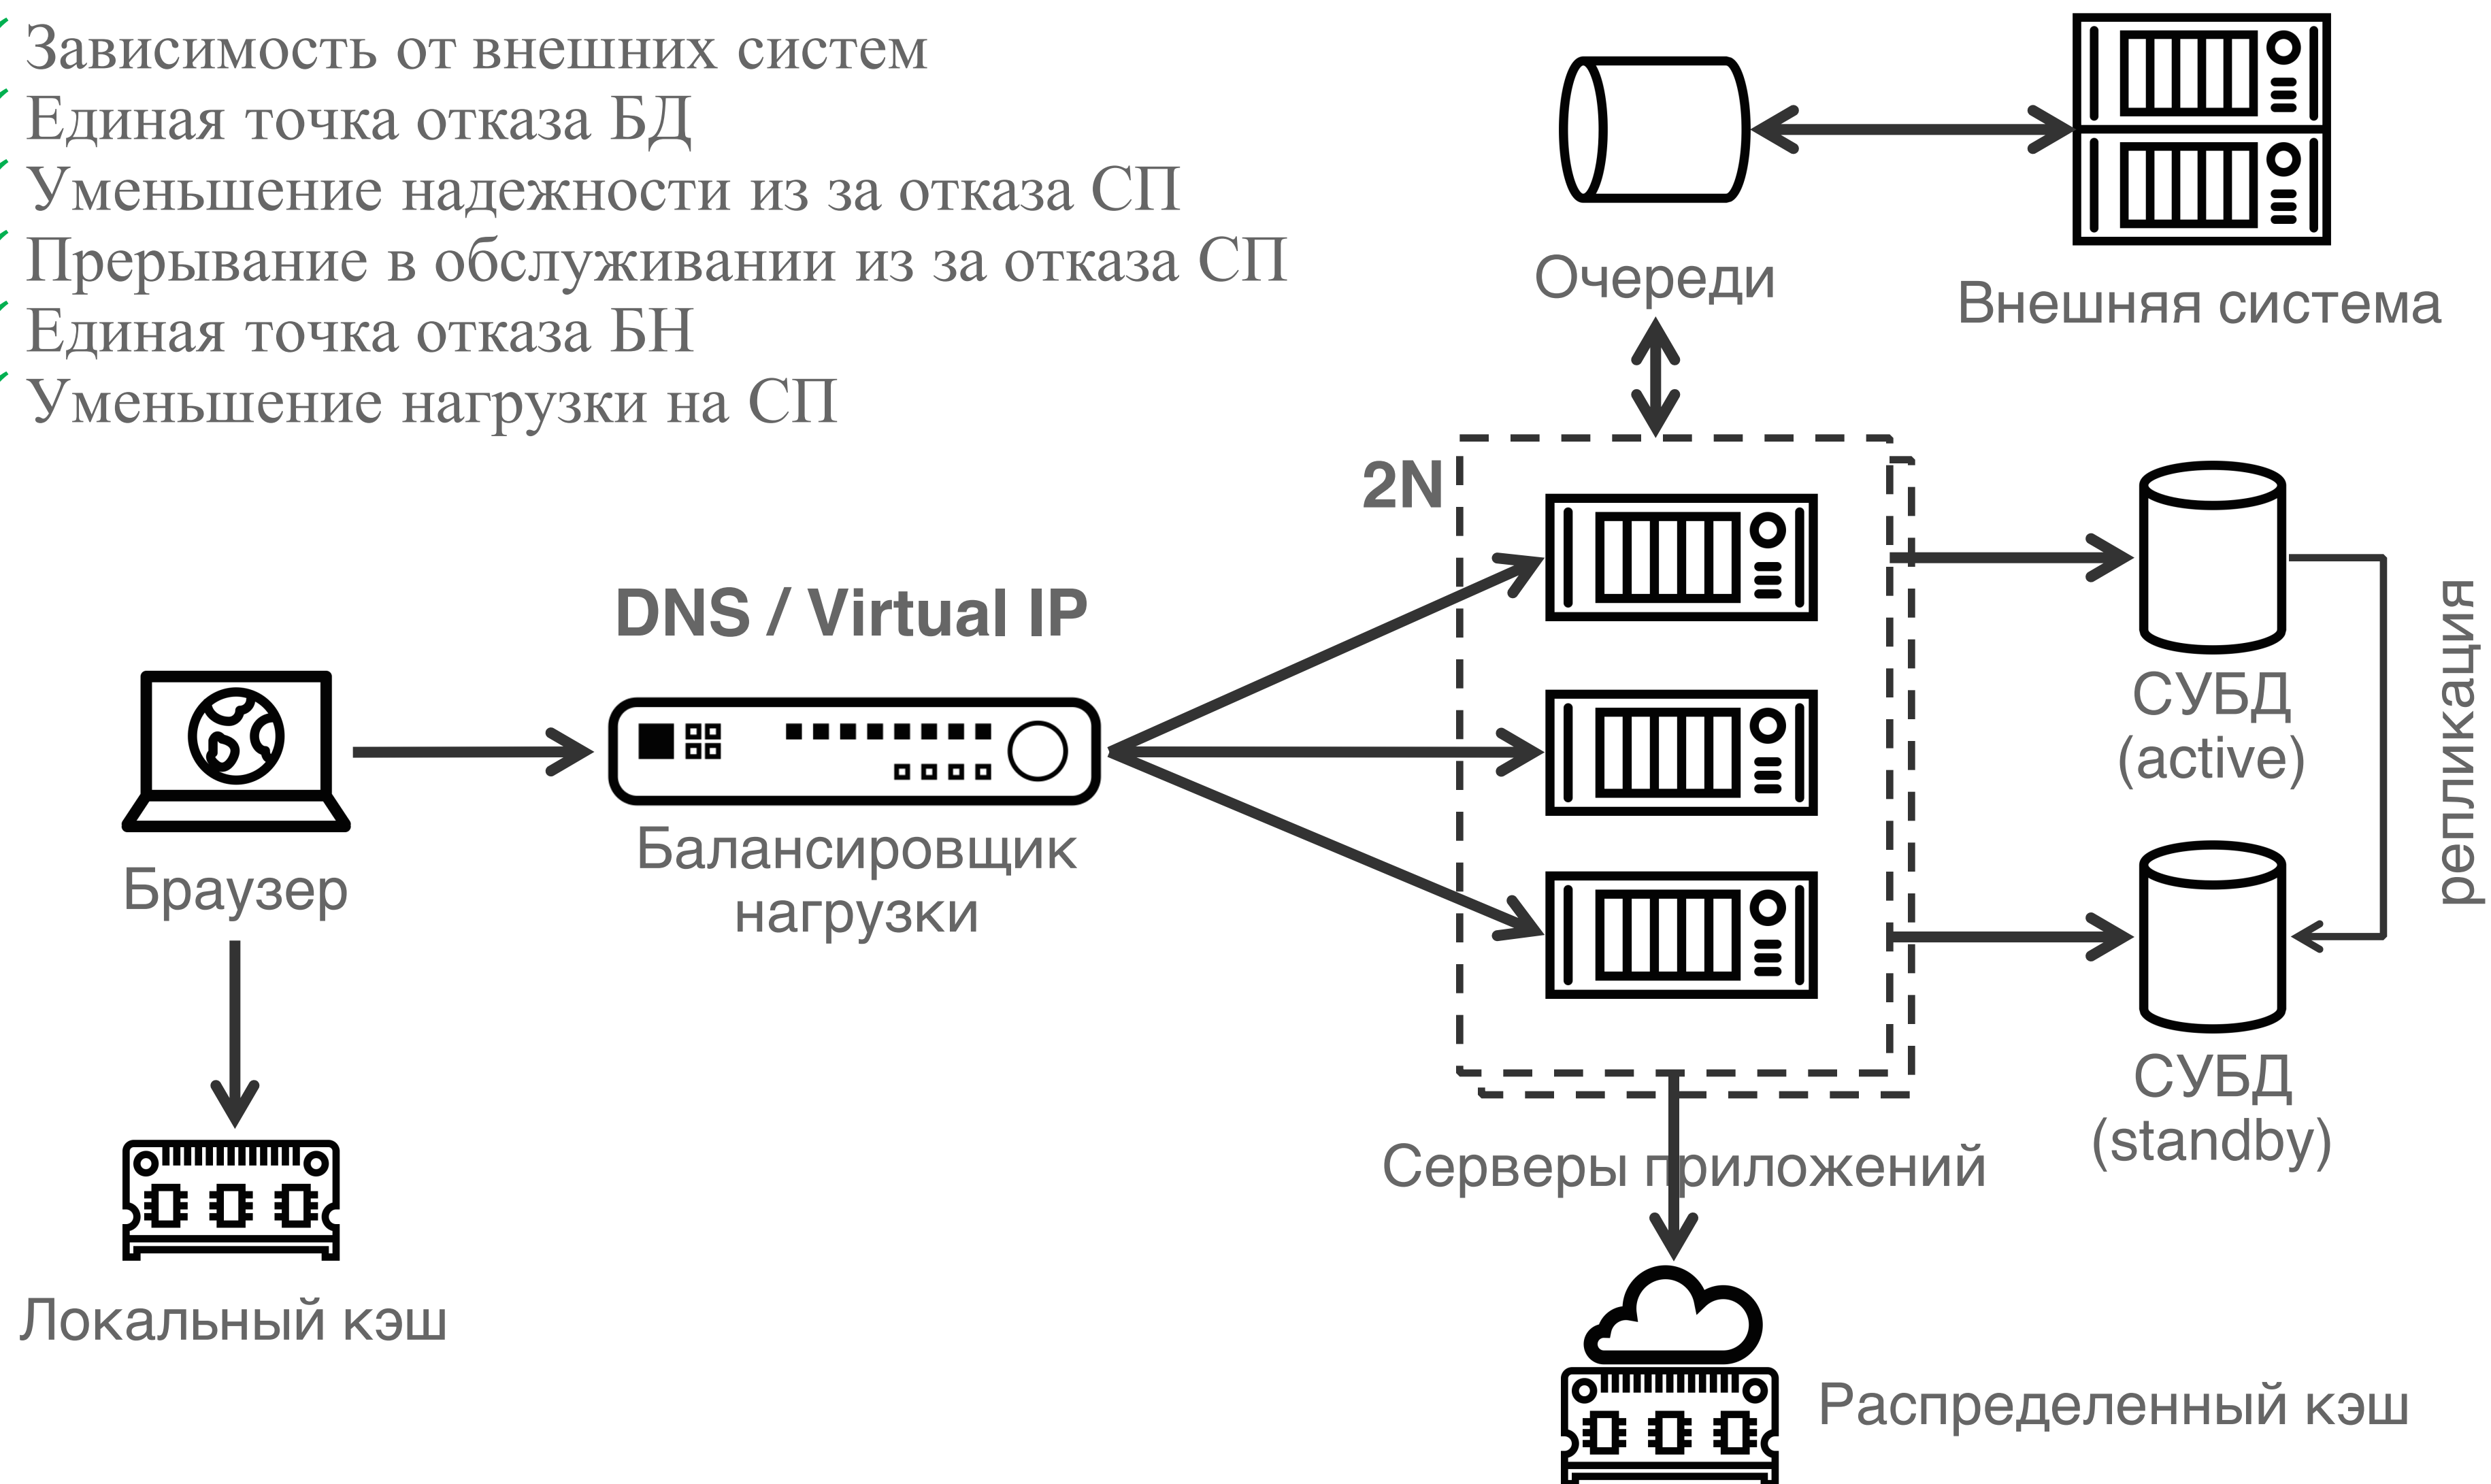 Зависимость от внешних систем
Единая точка отказа БД
Уменьшение надежности из за отказа СП
Прерывание в обслуживании из за отказа СП
Единая точка отказа БН
Уменьшение нагрузки на СП
Очереди
Внешняя система
2N
DNS / Virtual IP
Браузер
Балансировщик
нагрузки
СУБД
(active)
репликация
СУБД
(standby)
Серверы приложений
Локальный кэш
Распределенный кэш